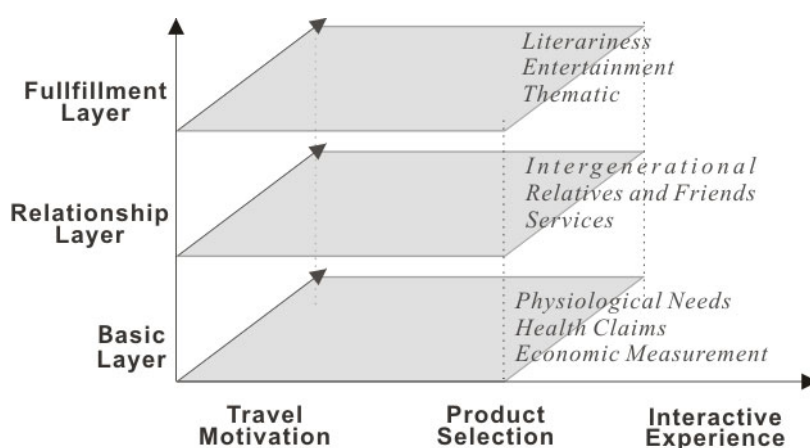 Fullfillment
Layer
Literariness
Entertainment
Thematic
Relationship
Layer
Intergenerational
Relatives and Friends
Services
Basic
Layer
Physiological Needs
Health Claims
Economic Measurement
Travel
Motivation
Product
Selection
Interactive
Experience